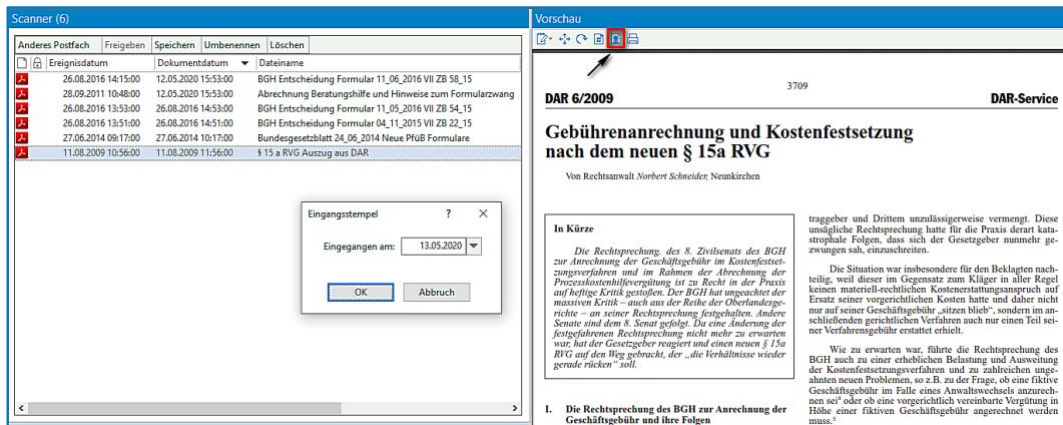 Scanner (6)
Anderes Postfach Freigeben Speichern Umbenennen Löschen
Ereignisdatum Dokumentdatum Dateiname
26.08.2016 14:15:00 12.05.2020 15:53:00 BGH Entscheidung Formular 11_06_2016 VII ZB 58_15
28.09.2011 10:48:00 12.05.2020 15:53:00 Abrechnung Beratungshilfe und Hinweise zum Formularzwang
26.08.2016 13:53:00 26.08.2016 14:53:00 BGH Entscheidung Formular 11_05_2016 VII ZB 54_15
26.08.2016 13:51:00 26.08.2016 14:51:00 BGH Entscheidung Formular 04_11_2015 VII ZB 22_15
27.06.2014 09:17:00 27.06.2014 10:17:00 Bundesgesetzblatt 24_06_2014 Neue PfüB Formulare
11.08.2009 10:56:00 11.08.2009 11:56:00 § 15 a RVG Auszug aus DAR
Eingangsstempel ? ×
Eingegangen am: 13.05.2020
OK Abbruch
Vorschau
3709
DAR 6/2009 DAR-Service
Gebührenanrechnung und Kostenfestsetzung
nach dem neuen § 15a RVG
Von Rechtsanwalt Norbert Schneider, Neunkirchen
In Kürze
Die Rechtsprechung des 8. Zivilsenats des BGH
zur Anrechnung der Geschäftsgebühr im Kostenfestset-
zungsverfahren und im Rahmen der Abrechnung der
Prozesskostenhilfevergütung ist zu Recht in der Praxis
auf heftige Kritik gestoßen. Der BGH hat ungeachtet der
massiven Kritik – auch aus der Reihe der Oberlandesge-
richte – an seiner Rechtsprechung festgehalten. Andere
Senate sind dem 8. Senat gefolgt. Da eine Änderung der
festgefahrenen Rechtsprechung nicht mehr zu erwarten
war, hat der Gesetzgeber reagiert und einen neuen § 15a
RVG auf den Weg gebracht, der „die Verhältnisse wieder
gerade rücken" soll.
I. Die Rechtsprechung des BGH zur Anrechnung der
Geschäftsgebühr und ihre Folgen
traggeber und Drittem unzulässigerweise vermengt. Diese
unsägliche Rechtsprechung hatte für die Praxis derart kata-
strophale Folgen, dass sich der Gesetzgeber nunmehr ge-
zwungen sah, einzuschreiten.
Die Situation war insbesondere für den Beklagten nach-
teilig, weil dieser im Gegensatz zum Kläger in aller Regel
keinen materiell-rechtlichen Kostenerstattungsanspruch auf
Ersatz seiner vorgerichtlichen Kosten hatte und daher nicht
nur auf seiner Geschäftsgebühr „sitzen blieb", sondern im an-
schließenden gerichtlichen Verfahren auch nur einen Teil sei-
ner Verfahrensgebühr erstattet erhielt.
Wie zu erwarten war, führte die Rechtsprechung des
BGH auch zu einer erheblichen Belastung und Ausweitung
der Kostenfestsetzungsverfahren und zu zahlreichen unge-
ahnten neuen Problemen, so z.B. zu der Frage, ob eine fiktive
Geschäftsgebühr im Falle eines Anwaltswechsels anzurech-
nen sei⁴ oder ob eine vorgerichtlich vereinbarte Vergütung in
Höhe einer fiktiven Geschäftsgebühr angerechnet werden
muss.⁵